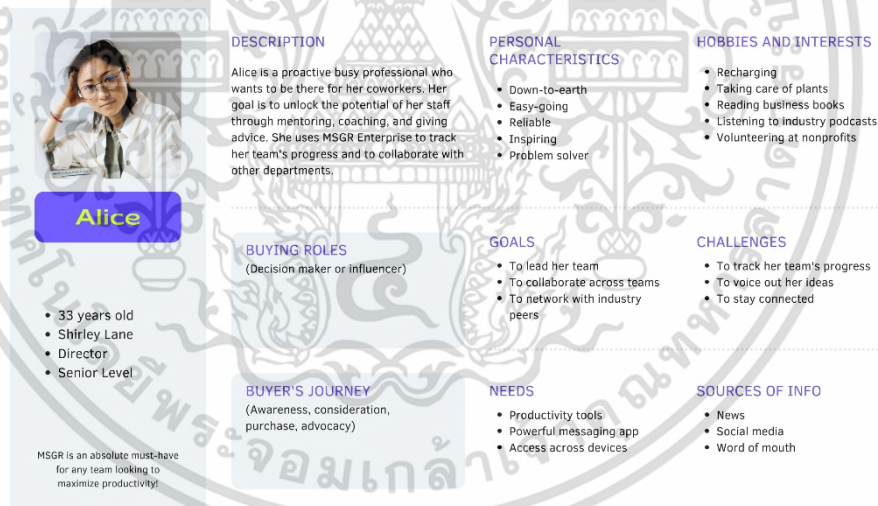 Alice
33 years old
Shirley Lane
Director
Senior Level
MSGR is an absolute must-have
for any team looking to
maximize productivity!
DESCRIPTION
Alice is a proactive busy professional who
wants to be there for her coworkers. Her
goal is to unlock the potential of her staff
through mentoring, coaching, and giving
advice. She uses MSGR Enterprise to track
her team's progress and to collaborate with
other departments.
PERSONAL
CHARACTERISTICS
Down-to-earth
Easy-going
Reliable
Inspiring
Problem solver
HOBBIES AND INTERESTS
Recharging
Taking care of plants
Reading business books
Listening to industry podcasts
Volunteering at nonprofits
BUYING ROLES
(Decision maker or influencer)
GOALS
To lead her team
To collaborate across teams
To network with industry
peers
CHALLENGES
To track her team's progress
To voice out her ideas
To stay connected
BUYER'S JOURNEY
(Awareness, consideration,
purchase, advocacy)
NEEDS
Productivity tools
Powerful messaging app
Access across devices
SOURCES OF INFO
News
Social media
Word of mouth